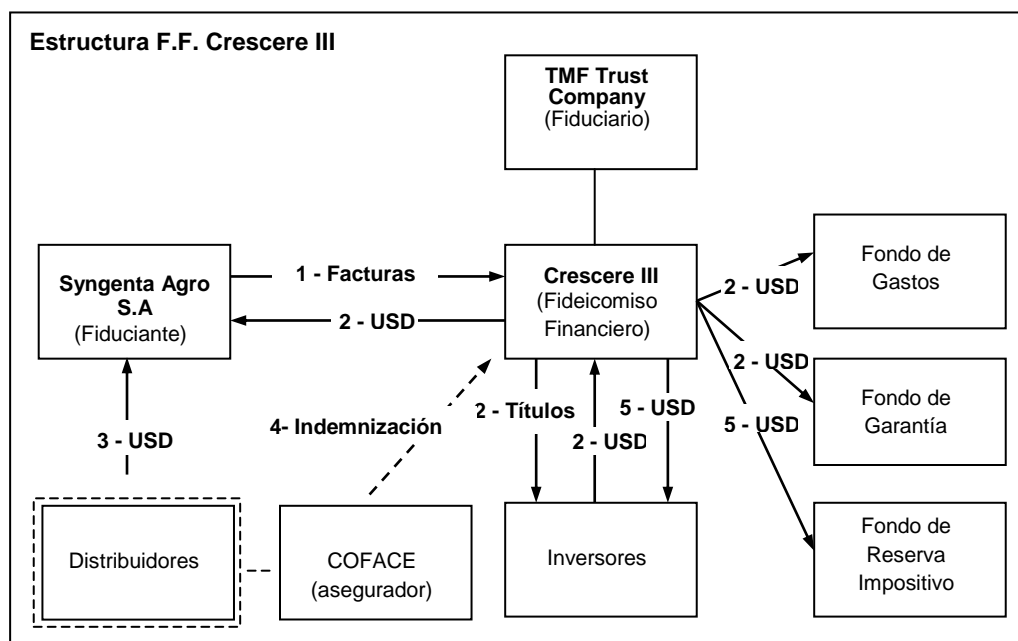 Estructura F.F. Crescere III
TMF Trust
Company
(Fiduciario)
Syngenta Agro
S.A
(Fiduciante)
1 - Facturas
2 - USD
Crescere III
(Fideicomiso
Financiero)
2 - USD
Fondo de
Gastos
2 - USD
Fondo de
Garantía
5 - USD
Fondo de
Reserva
Impositivo
3 - USD
4- Indemnización
2 - Títulos
2 - USD
5 - USD
Distribuidores
COFACE
(asegurador)
Inversores